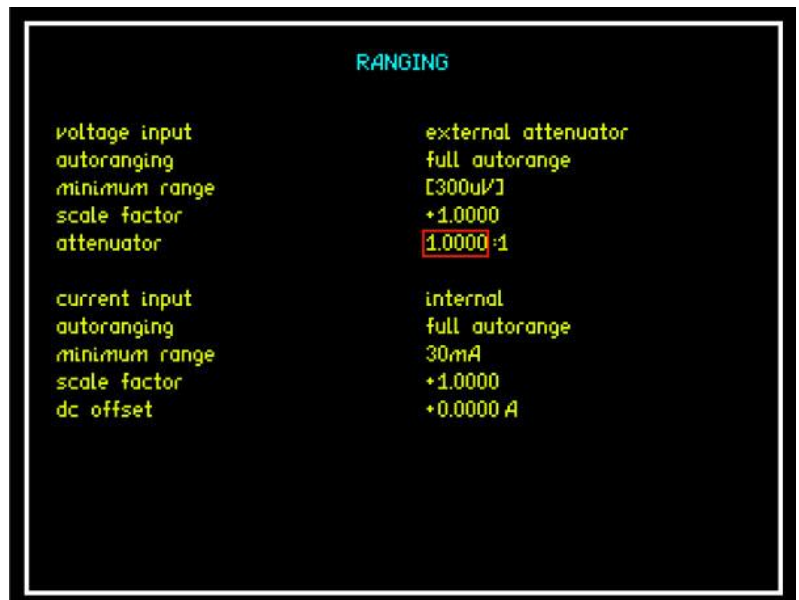 RANGING
voltage input external attenuator
autoranging full autorange
minimum range [300uV]
scale factor +1.0000
attenuator 1.0000 :1
current input internal
autoranging full autorange
minimum range 30mA
scale factor +1.0000
dc offset +0.0000 A